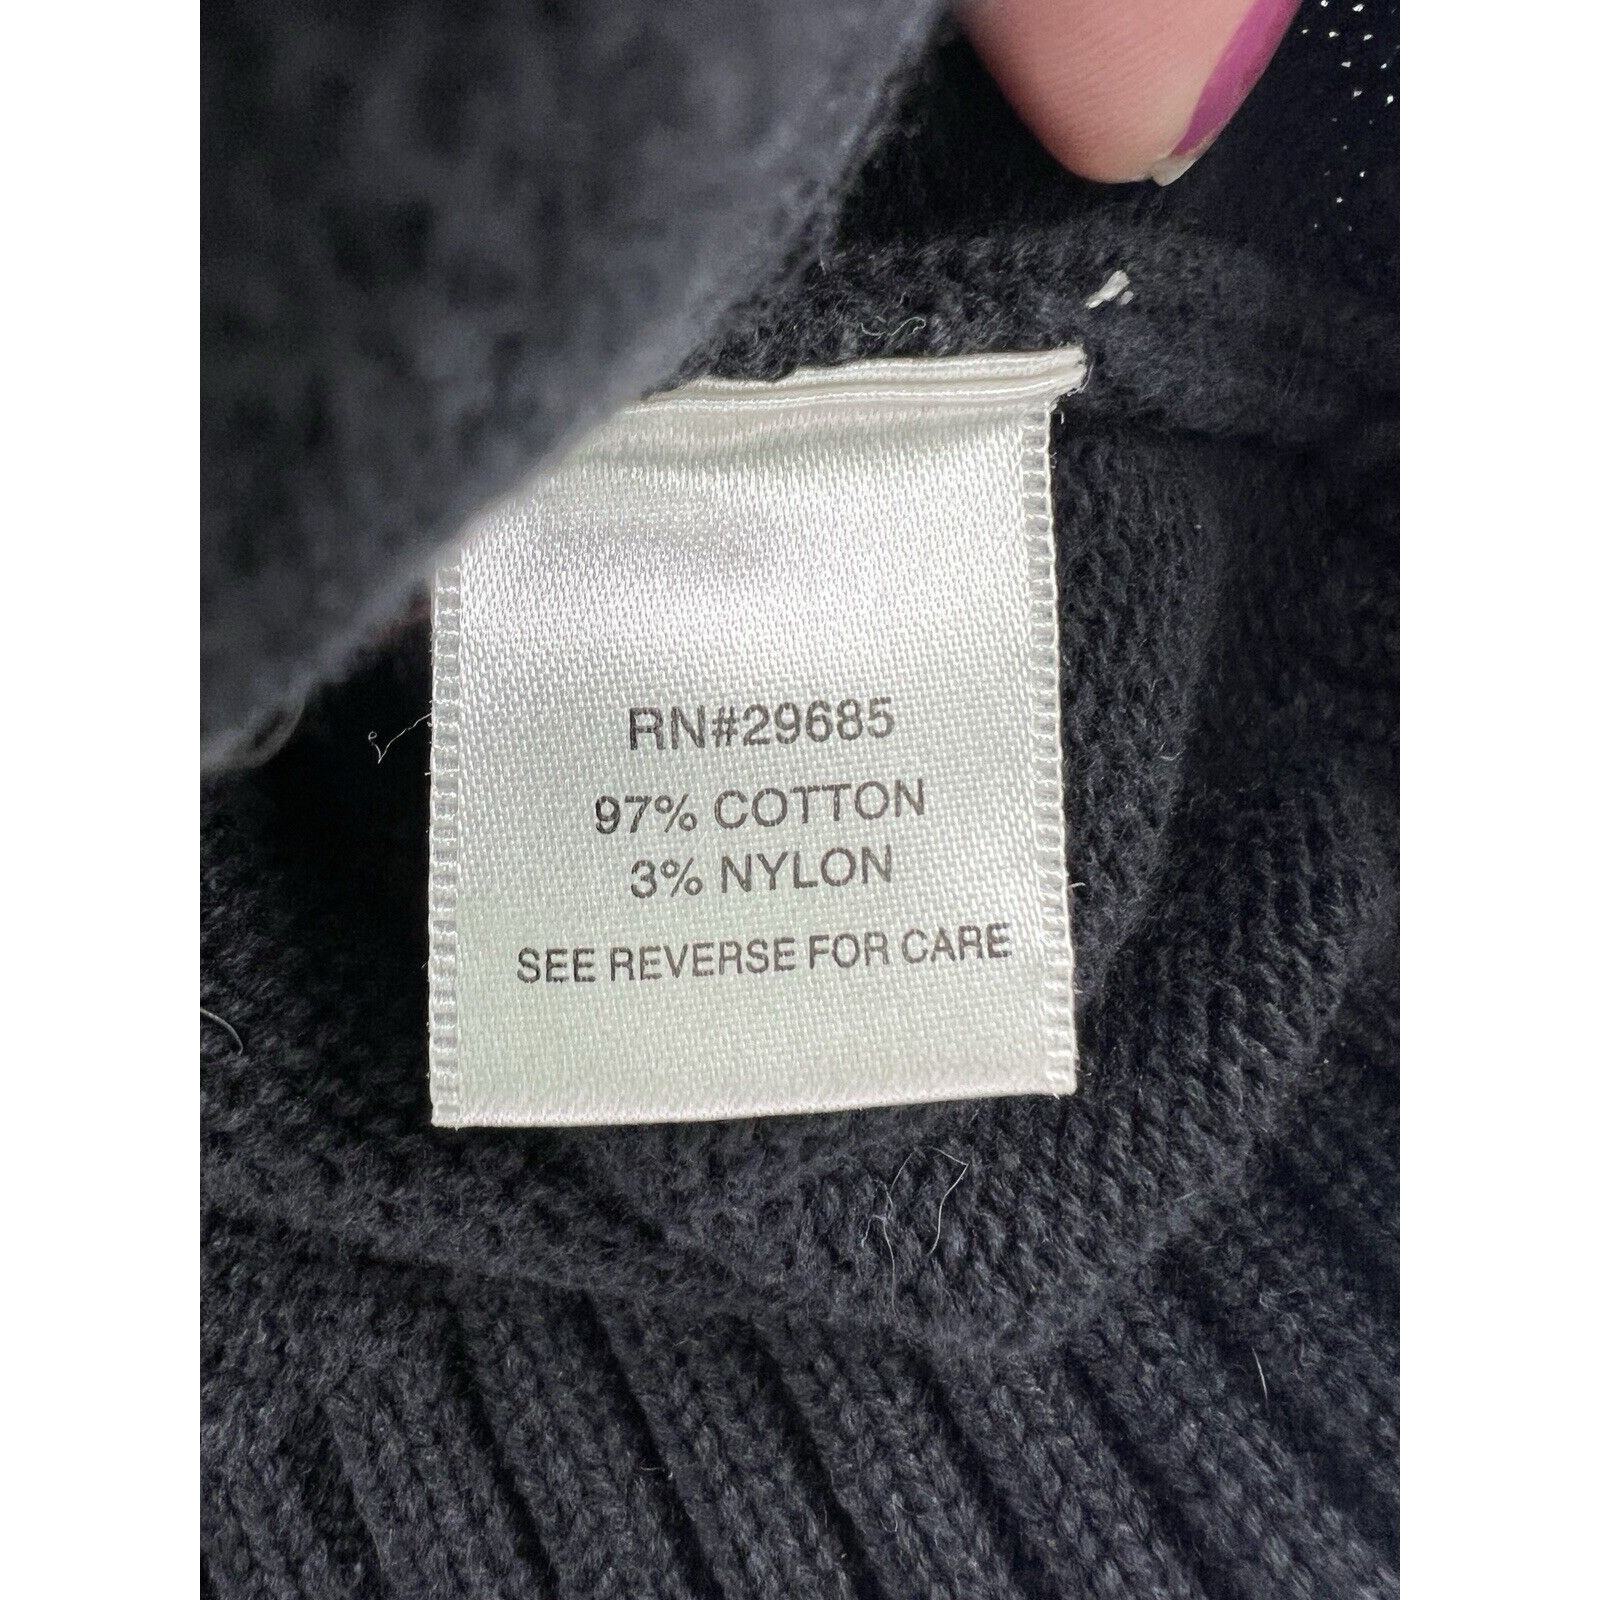 RN#29685
97% COTTON
3% NYLON
SEE REVERSE FOR CARE